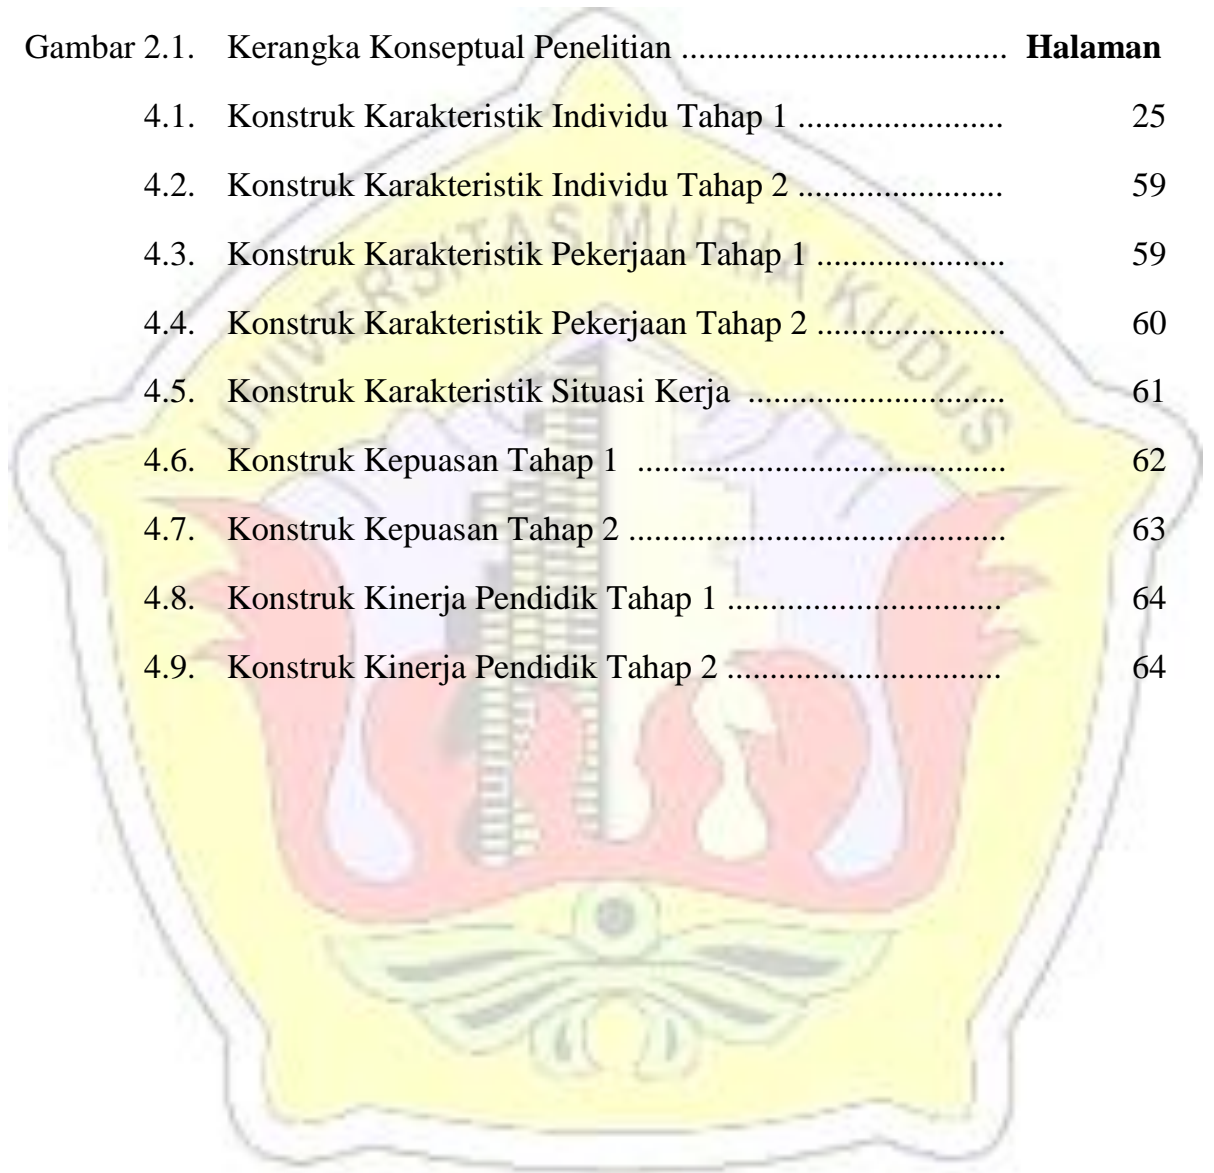 Gambar 2.1. Kerangka Konseptual Penelitian ................................... Halaman
4.1. Konstruk Karakteristik Individu Tahap 1 ...................... 25
4.2. Konstruk Karakteristik Individu Tahap 2 ...................... 59
4.3. Konstruk Karakteristik Pekerjaan Tahap 1 .................... 59
4.4. Konstruk Karakteristik Pekerjaan Tahap 2 .................... 60
4.5. Konstruk Karakteristik Situasi Kerja ........................... 61
4.6. Konstruk Kepuasan Tahap 1 ....................................... 62
4.7. Konstruk Kepuasan Tahap 2 ........................................ 63
4.8. Konstruk Kinerja Pendidik Tahap 1 ............................. 64
4.9. Konstruk Kinerja Pendidik Tahap 2 ............................. 64
UNIVERSITAS MURIA KUDUS